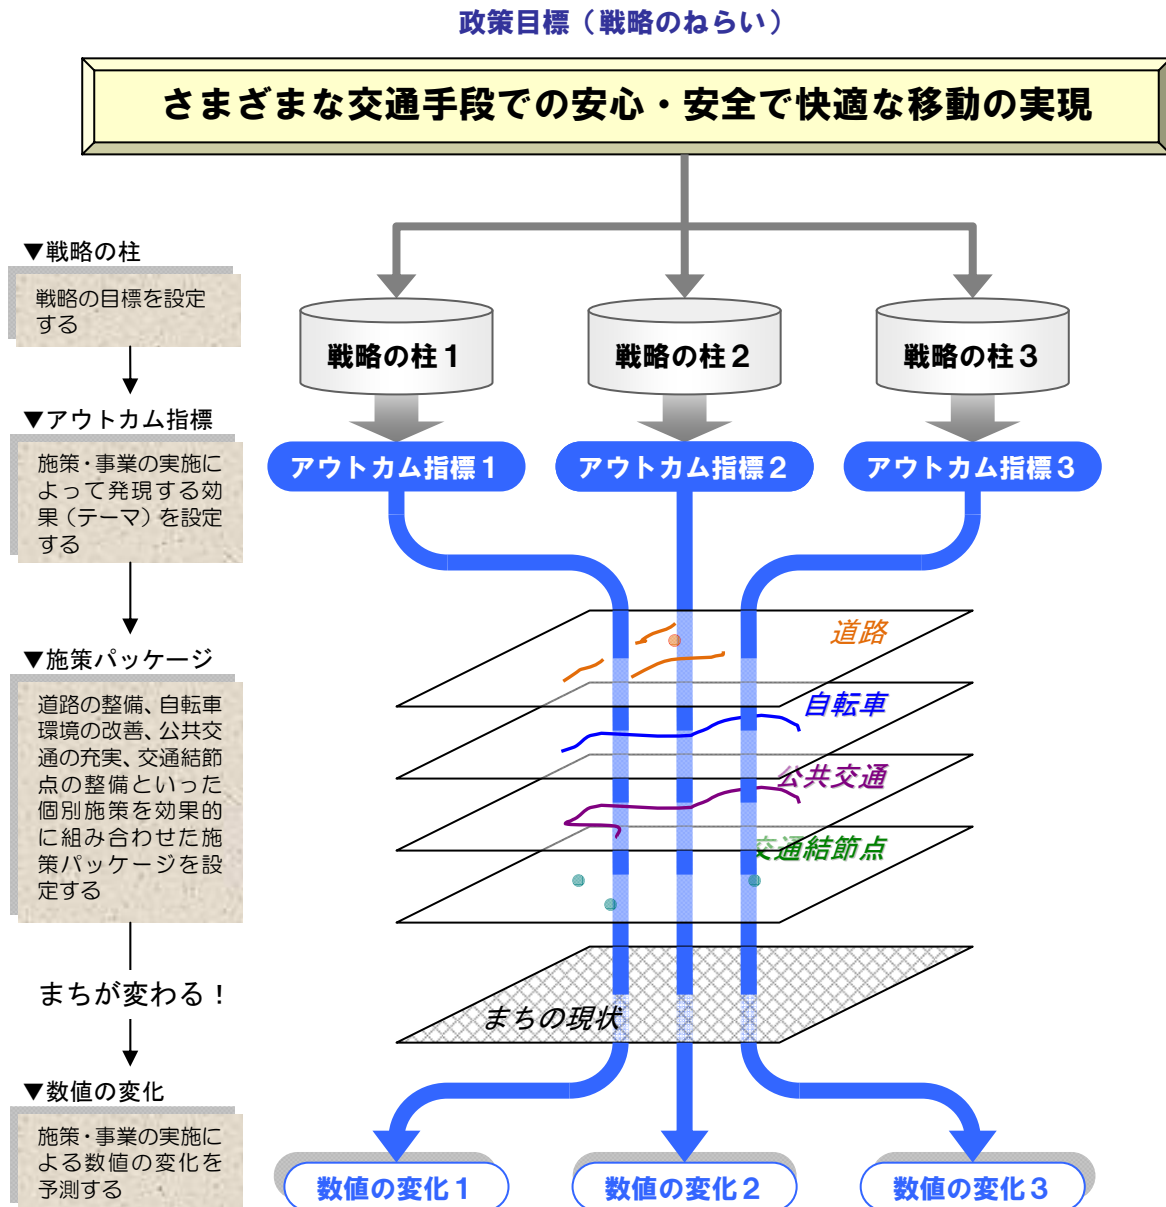 政策目標（戦略のねらい）
さまざまな交通手段での安心・安全で快適な移動の実現
▼戦略の柱
戦略の目標を設定
する
戦略の柱１
戦略の柱２
戦略の柱３
▼アウトカム指標
施策・事業の実施に
よって発現する効
果（テーマ）を設定
する
アウトカム指標１
アウトカム指標２
アウトカム指標３
▼施策パッケージ
道路の整備、自転車
環境の改善、公共交
通の充実、交通結節
点の整備といった
個別施策を効果的
に組み合わせた施
策パッケージを設
定する
道路
自転車
公共交通
交通結節点
まちの現状
まちが変わる！
▼数値の変化
施策・事業の実施に
よる数値の変化を
予測する
数値の変化１
数値の変化２
数値の変化３